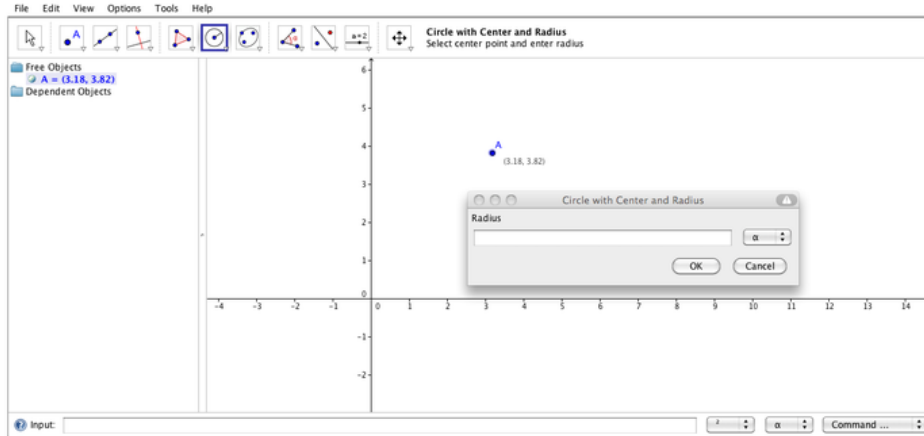 File Edit View Options Tools Help
A
a=2
Circle with Center and Radius
Select center point and enter radius
Free Objects
A = (3.18, 3.82)
Dependent Objects
6
5
4
A
(3.18, 3.82)
3
Circle with Center and Radius
Radius
2
α
1
OK Cancel
0
-4 -3 -2 -1 0 1 2 3 4 5 6 7 8 9 10 11 12 13 14
-1
-2
Input: ² α Command ...